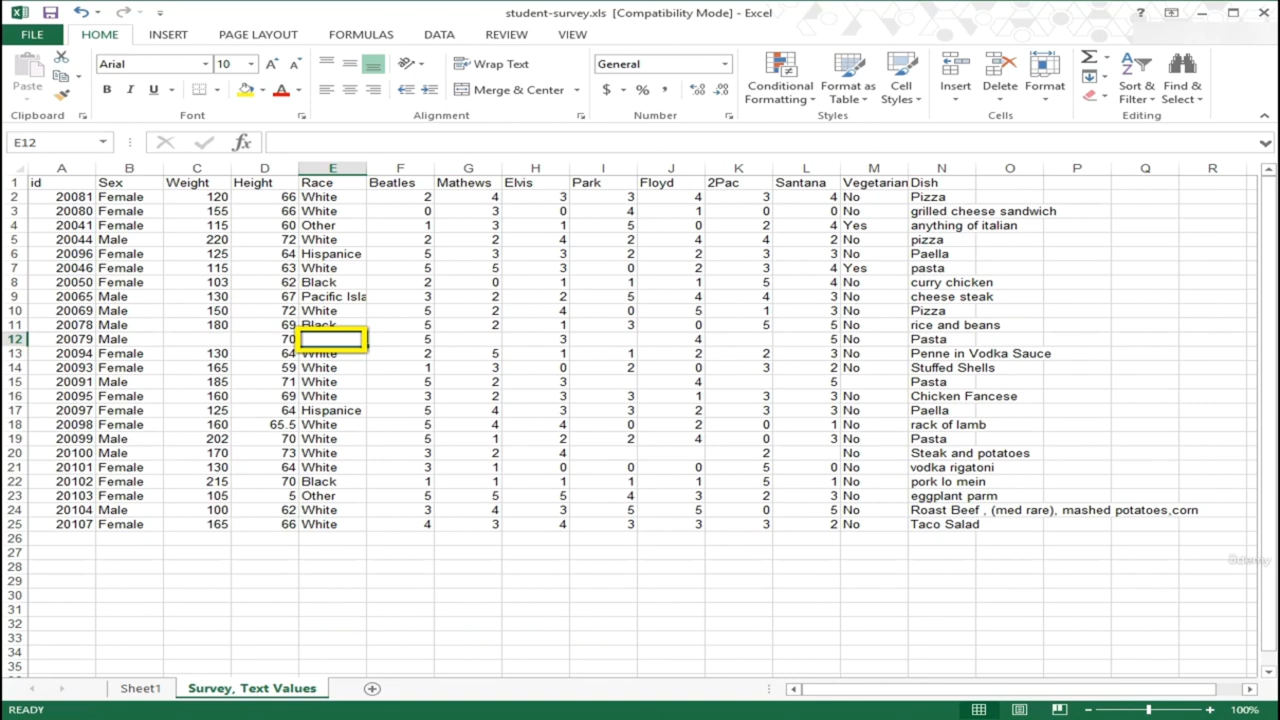 student-survey.xls [Compatibility Mode] - Excel
FILE HOME INSERT PAGE LAYOUT FORMULAS DATA REVIEW VIEW
Arial 10 Wrap Text General
Paste B I U Merge & Center $ % , Conditional Formatting Format as Table Cell Styles Insert Delete Format Sort & Filter Find & Select
Clipboard Font Alignment Number Styles Cells Editing
E12 fx
A B C D E F G H I J K L M N O P Q R
1 id Sex Weight Height Race Beatles Mathews Elvis Park Floyd 2Pac Santana Vegetarian Dish
2 20081 Female 120 66 White 2 4 3 3 4 3 4 No Pizza
3 20080 Female 155 66 White 0 3 0 4 1 0 0 No grilled cheese sandwich
4 20041 Female 115 60 Other 1 3 1 5 0 2 4 Yes anything of italian
5 20044 Male 220 72 White 2 2 4 2 4 4 2 No pizza
6 20096 Female 125 64 Hispanice 5 3 3 2 2 3 3 No Paella
7 20046 Female 115 63 White 5 5 3 0 2 3 4 Yes pasta
8 20050 Female 103 62 Black 2 0 1 1 1 5 4 No curry chicken
9 20065 Male 130 67 Pacific Isla 3 2 2 5 4 4 3 No cheese steak
10 20069 Male 150 72 White 5 2 4 0 5 1 3 No Pizza
11 20078 Male 180 69 Black 5 2 1 3 0 5 5 No rice and beans
12 20079 Male 70 5 3 4 5 No Pasta
13 20094 Female 130 64 White 2 5 1 1 2 2 3 No Penne in Vodka Sauce
14 20093 Female 165 59 White 1 3 0 2 0 3 2 No Stuffed Shells
15 20091 Male 185 71 White 5 2 3 4 5 Pasta
16 20095 Female 160 69 White 3 2 3 3 1 3 3 No Chicken Fancese
17 20097 Female 125 64 Hispanice 5 4 3 3 2 3 3 No Paella
18 20098 Female 160 65.5 White 5 4 4 0 2 0 1 No rack of lamb
19 20099 Male 202 70 White 5 1 2 2 4 0 3 No Pasta
20 20100 Male 170 73 White 3 2 4 2 No Steak and potatoes
21 20101 Female 130 64 White 3 1 0 0 0 5 0 No vodka rigatoni
22 20102 Female 215 70 Black 1 1 1 1 1 5 1 No pork lo mein
23 20103 Female 105 5 Other 5 5 5 4 3 2 3 No eggplant parm
24 20104 Male 100 62 White 3 4 3 5 5 0 5 No Roast Beef , (med rare), mashed potatoes,corn
25 20107 Female 165 66 White 4 3 4 3 3 3 2 No Taco Salad
26
27
28
29
30
31
32
33
34
35
Sheet1 Survey, Text Values
READY 100%